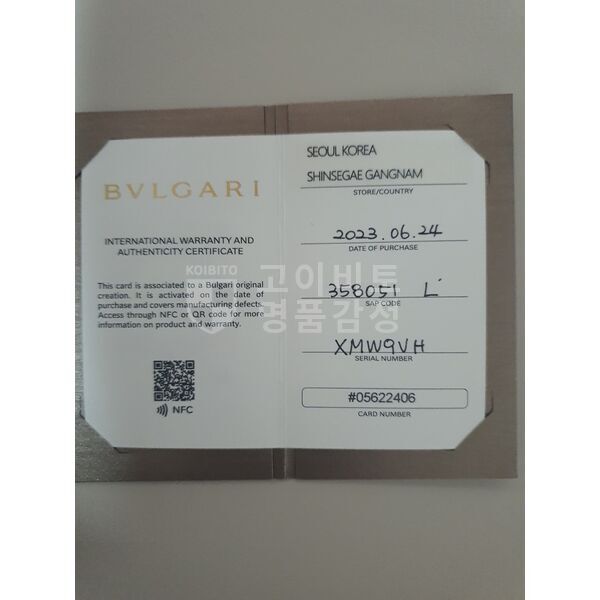 BVLGARI
INTERNATIONAL WARRANTY AND
AUTHENTICITY CERTIFICATE
This card is associated to a Bulgari original
creation. It is activated on the date of
purchase and covers manufacturing defects.
Access through NFC or QR code for more
information on product and warranty.
NFC
SEOUL KOREA
SHINSEGAE GANGNAM
STORE/COUNTRY
2023.06.24
DATE OF PURCHASE
358051 L
SAP CODE
XMW9VH
SERIAL NUMBER
#05622406
CARD NUMBER
KOIBITO
고이비토
명품감정